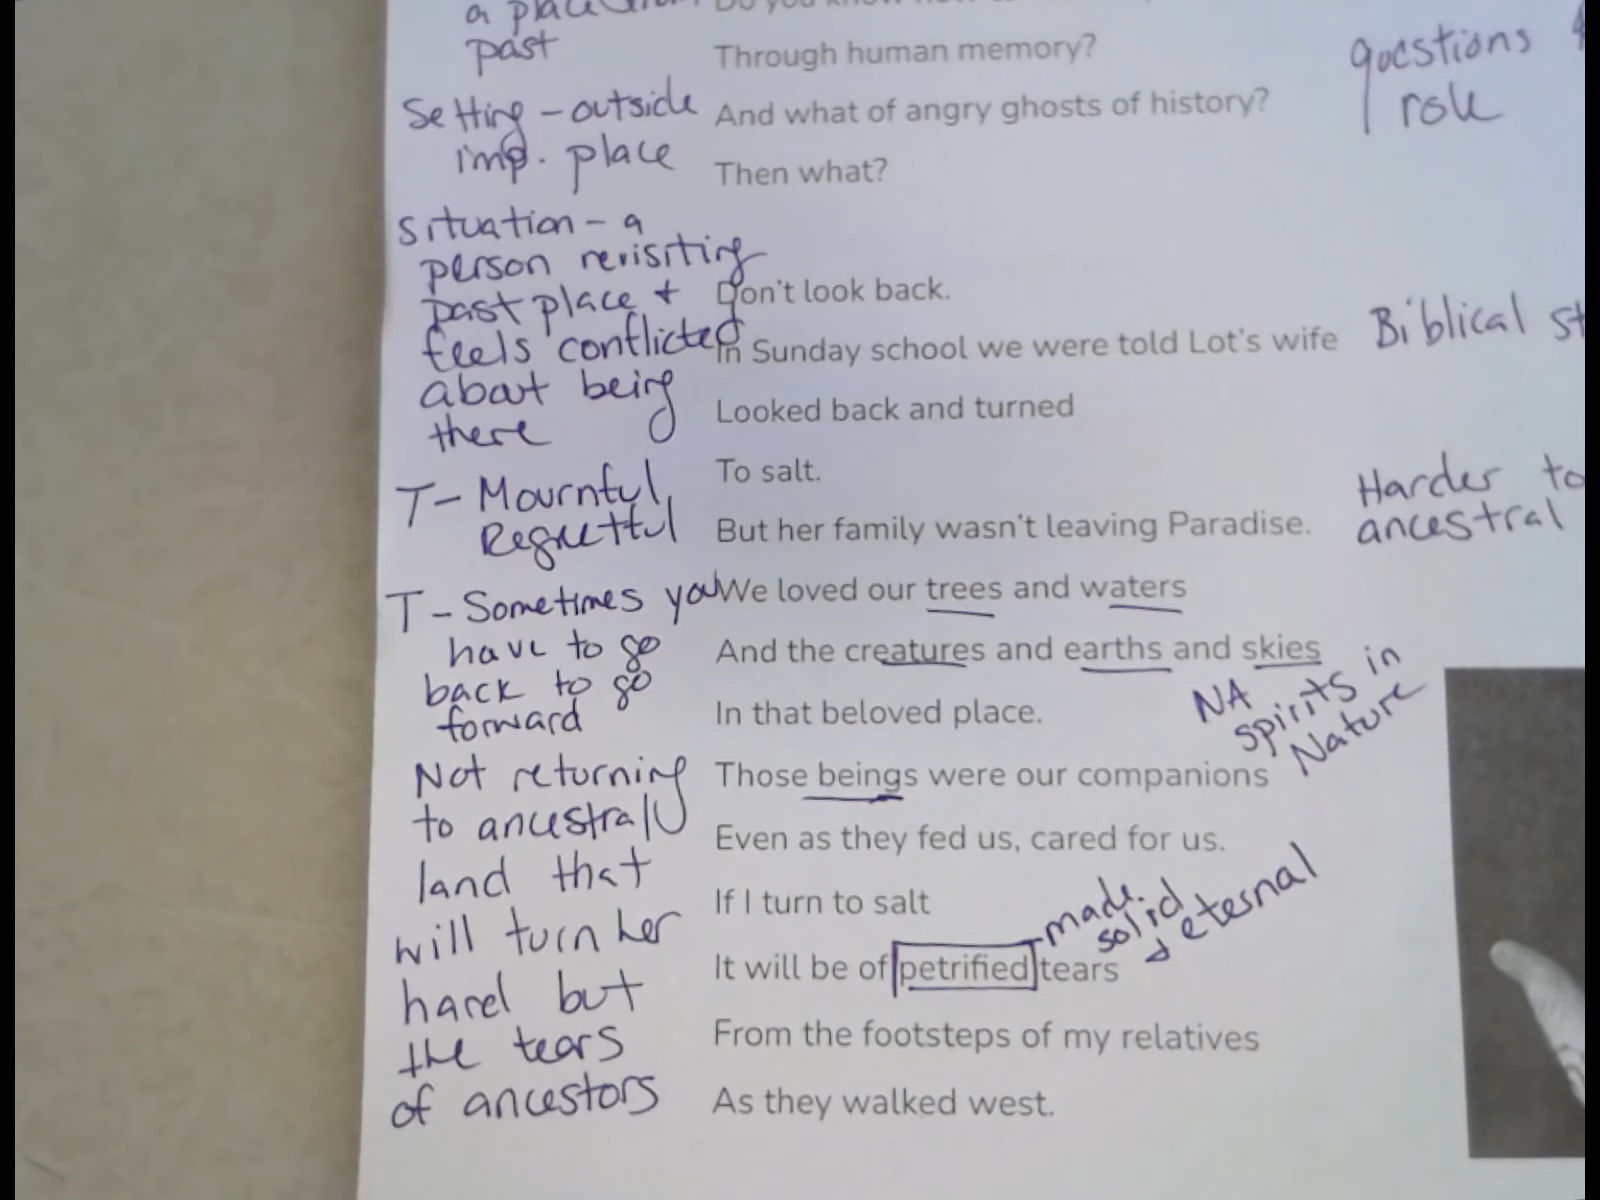 a place
past
Through human memory?
questions
role
Setting - outside
imp. place
And what of angry ghosts of history?
Then what?
Situation - a
person revisiting
past place +
feels conflicted
about being
there
Don't look back.
In Sunday school we were told Lot's wife
Biblical
Looked back and turned
To salt.
T - Mournful,
Regretful
But her family wasn't leaving Paradise.
Harder to
ancestral
T - Sometimes you
have to go
back to go
forward
We loved our trees and waters
And the creatures and earths and skies
NA
spirits in
Nature
In that beloved place.
Not returning
to ancestral
land that
will turn her
hard but
the tears
of ancestors
Those beings were our companions
Even as they fed us, cared for us.
If I turn to salt
made
solid
eternal
It will be of petrified tears
From the footsteps of my relatives
As they walked west.